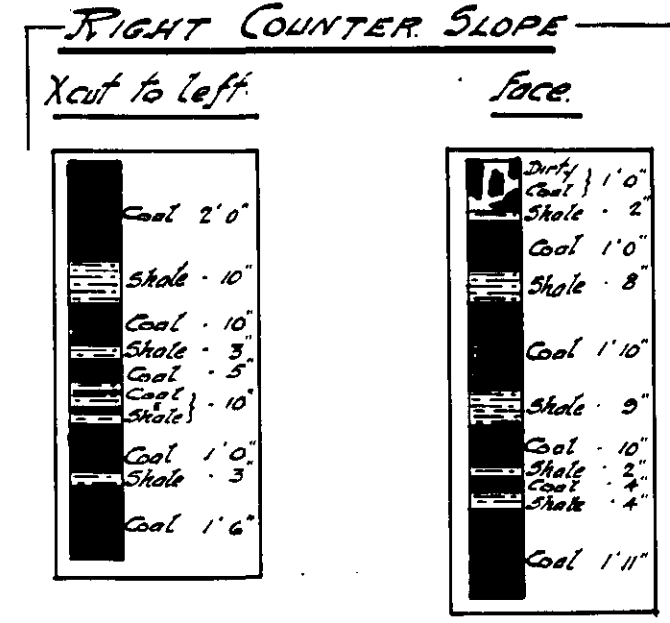 RIGHT COUNTER SLOPE
Xcut to left.
Coal 2'0"
Shale · 10"
Coal · 10"
Shale · 3"
Coal · 5"
Coal
&
Shale } · 10"
Coal 1'0"
Shale · 3"
Coal 1'6"
Face.
Dirty
Coal } 1'0"
Shale · 2"
Coal 1'0"
Shale · 8"
Coal 1'10"
Shale · 9"
Coal · 10"
Shale · 2"
Coal · 4"
Shale · 4"
Coal 1'11"